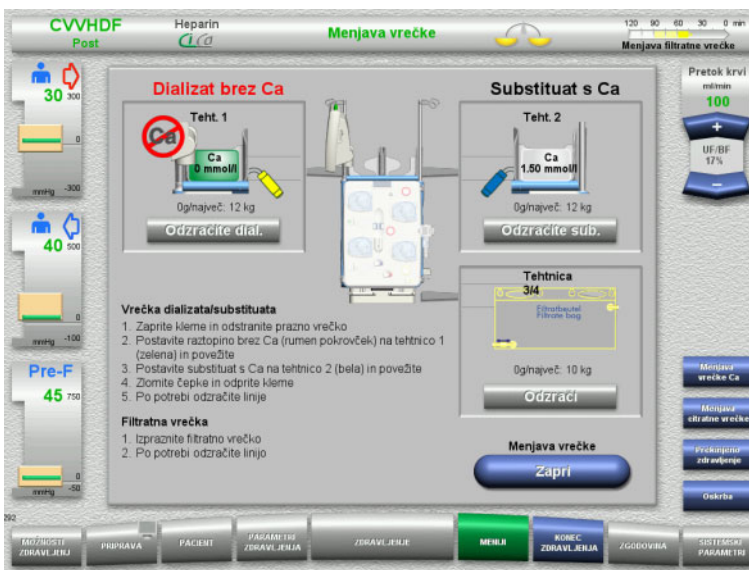 CVVHDF
Post
Heparin
Ci Ca
Menjava vrečke
120 90 60 30 0 min
Menjava filtratne vrečke
30 300
0
mmHg -300
40 500
0
mmHg -100
Pre-F
45 750
0
mmHg -50
Dializat brez Ca
Teht. 1
Ca
Ca
0 mmol/l
0g/največ: 12 kg
Odzračite dial.
Substituat s Ca
Teht. 2
Ca
1.50 mmol/l
0g/največ: 12 kg
Odzračite sub.
Tehtnica
3/4
Filtratbeutel
Filtrate bag
0g/največ: 10 kg
Odzrači
Vrečka dializata/substituata
1. Zaprite kleme in odstranite prazno vrečko
2. Postavite raztopino brez Ca (rumen pokrovček) na tehtnico 1
(zelena) in povežite
3. Postavite substituat s Ca na tehtnico 2 (bela) in povežite
4. Zlomite čepke in odprite kleme
5. Po potrebi odzračite linije
Filtratna vrečka
1. Izpraznite filtratno vrečko
2. Po potrebi odzračite linijo
Menjava vrečke
Zapri
Pretok krvi
ml/min
100
+
UF/BF
17%
–
Menjava
vrečke Ca
Menjava
citratne vrečke
Prekinjeno
zdravljenje
Oskrba
292
MOŽNOSTI
ZDRAVLJENJ
PRIPRAVA
PACIENT
PARAMETRI
ZDRAVLJENJA
ZDRAVLJENJE
MENIJI
KONEC
ZDRAVLJENJA
ZGODOVINA
SISTEMSKI
PARAMETRI